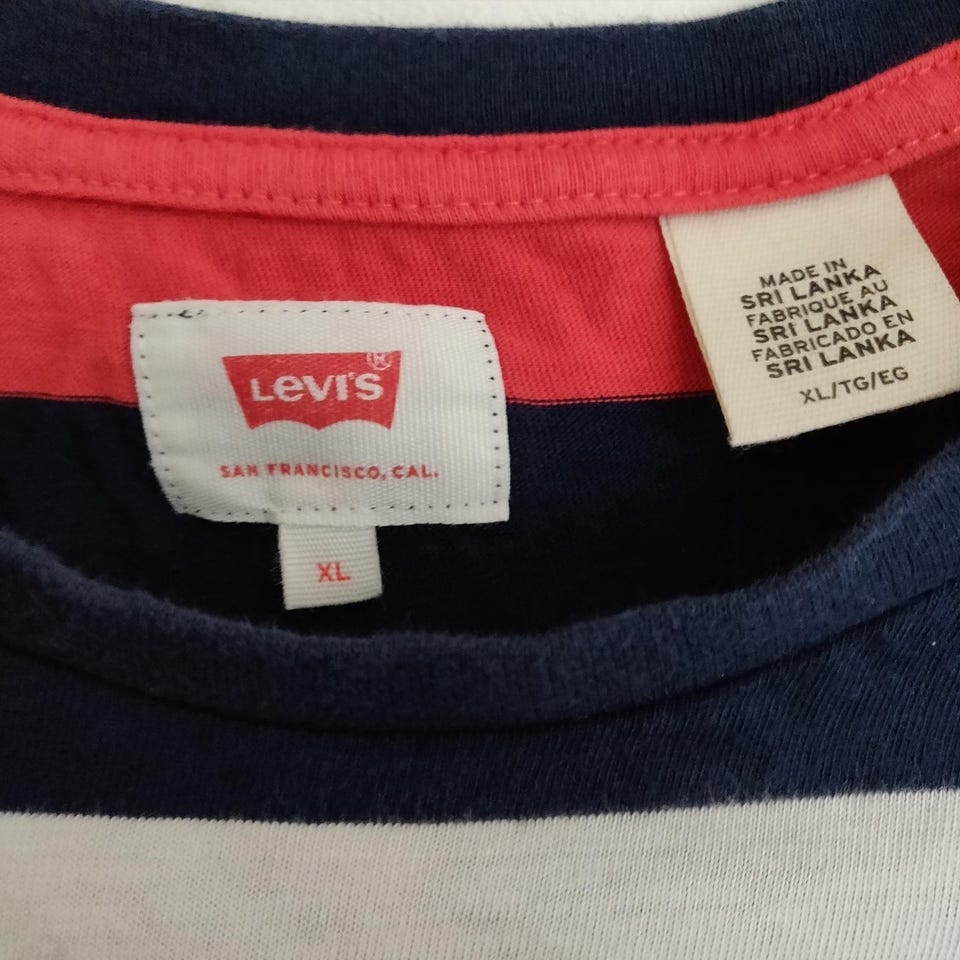 Levi's®
SAN FRANCISCO, CAL.
XL
MADE IN
SRI LANKA
FABRIQUE AU
SRI LANKA
FABRICADO EN
SRI LANKA
XL/TG/EG